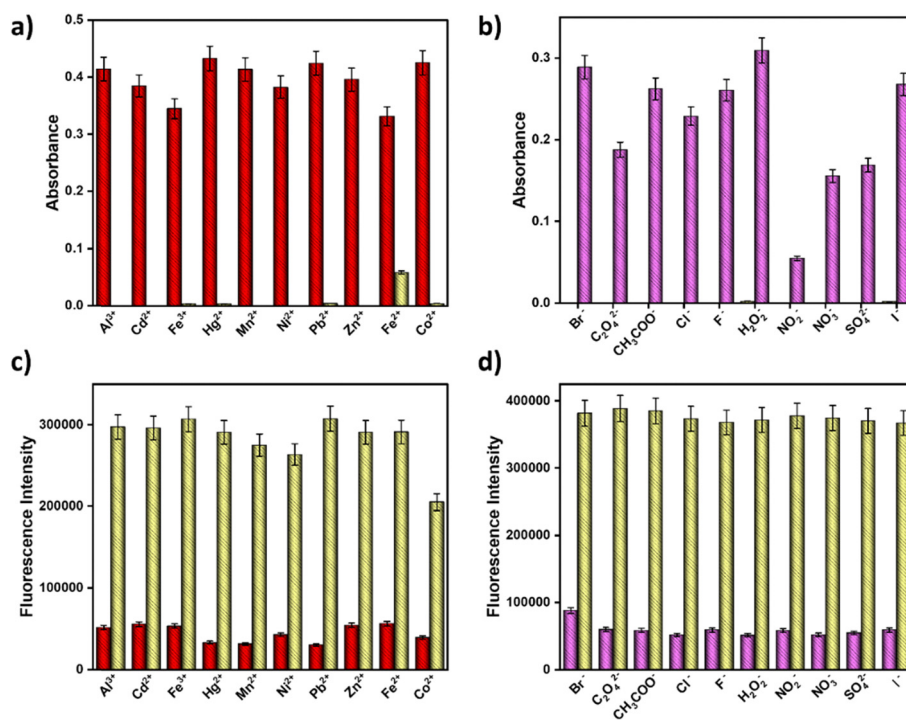 a)
0.5
0.4
0.3
0.2
0.1
0.0
Absorbance
Al³⁺ Cd²⁺ Fe³⁺ Hg²⁺ Mn²⁺ Ni²⁺ Pb²⁺ Zn²⁺ Fe²⁺ Co²⁺
b)
0.3
0.2
0.1
0.0
Absorbance
Br⁻ C₂O₄²⁻ CH₃COO⁻ Cl⁻ F⁻ H₂O₂⁻ NO₂⁻ NO₃⁻ SO₄²⁻ I⁻
c)
300000
200000
100000
0
Fluorescence Intensity
Al³⁺ Cd²⁺ Fe³⁺ Hg²⁺ Mn²⁺ Ni²⁺ Pb²⁺ Zn²⁺ Fe²⁺ Co²⁺
d)
400000
300000
200000
100000
0
Fluorescence Intensity
Br⁻ C₂O₄²⁻ CH₃COO⁻ Cl⁻ F⁻ H₂O₂⁻ NO₂⁻ NO₃⁻ SO₄²⁻ I⁻